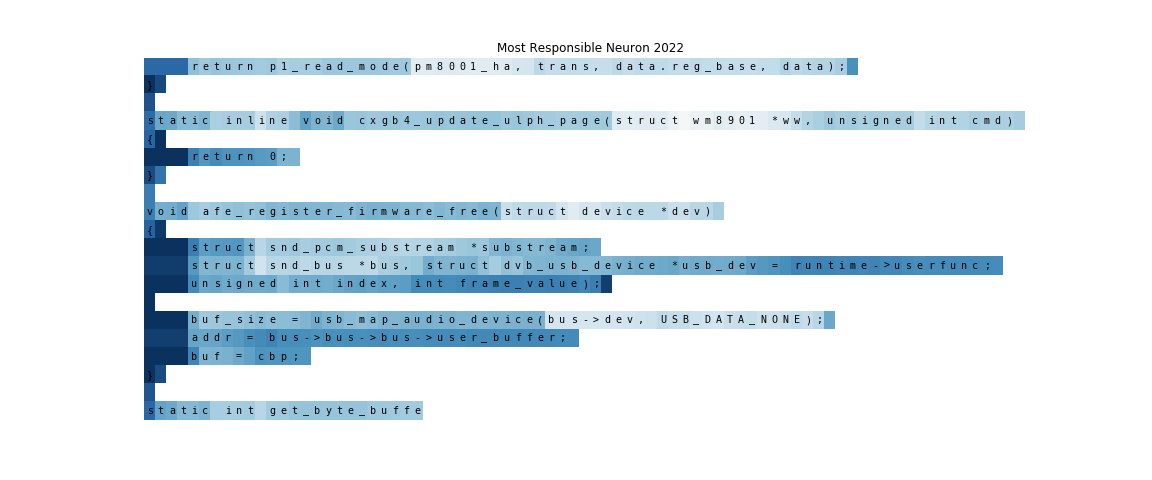 Most Responsible Neuron 2022
return p1_read_mode(pm8001_ha, trans, data.reg_base, data);
}
static inline void cxgb4_update_ulph_page(struct wm8901 *ww, unsigned int cmd)
{
return 0;
}
void afe_register_firmware_free(struct device *dev)
{
struct snd_pcm_substream *substream;
struct snd_bus *bus, struct dvb_usb_device *usb_dev = runtime->userfunc;
unsigned int index, int frame_value);
buf_size = usb_map_audio_device(bus->dev, USB_DATA_NONE);
addr = bus->bus->bus->user_buffer;
buf = cbp;
}
static int get_byte_buffe